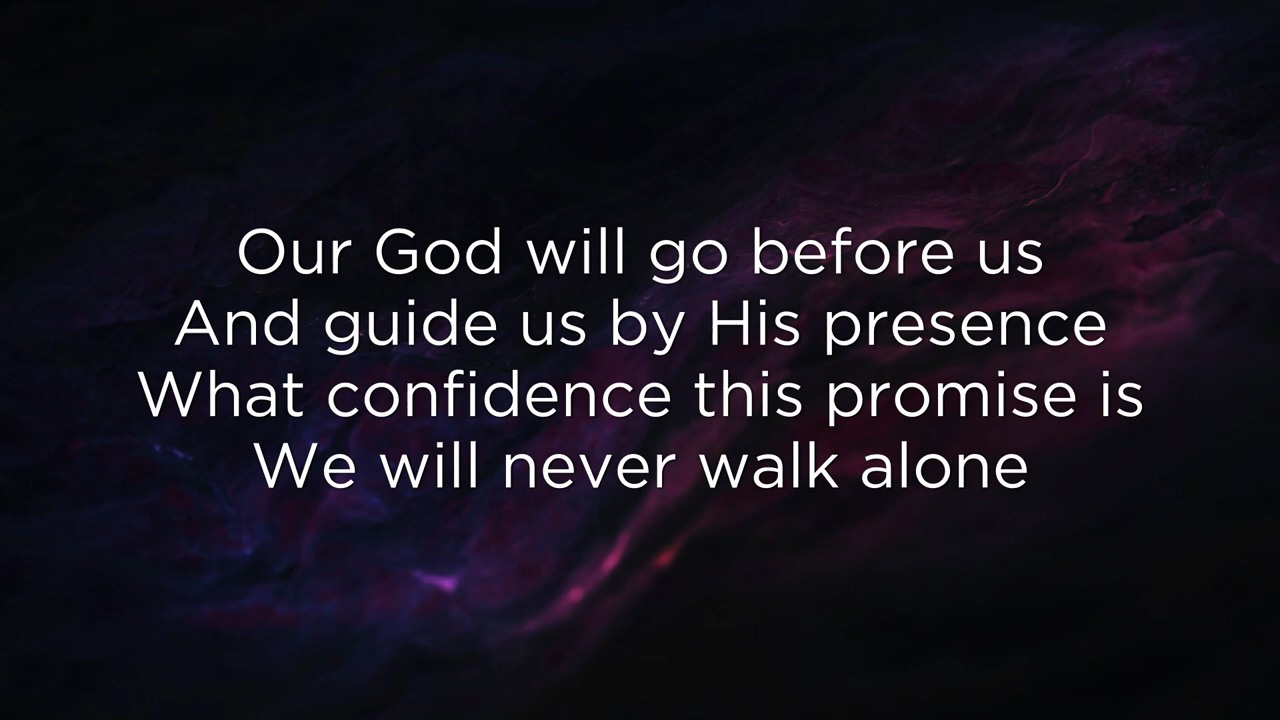 Our God will go before us
And guide us by His presence
What confidence this promise is
We will never walk alone